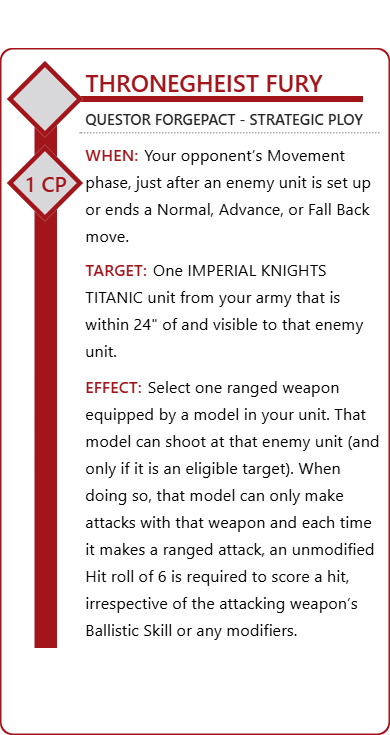 THRONEGHEIST FURY
QUESTOR FORGEPACT - STRATEGIC PLOY
1 CP
WHEN: Your opponent’s Movement
phase, just after an enemy unit is set up
or ends a Normal, Advance, or Fall Back
move.
TARGET: One IMPERIAL KNIGHTS
TITANIC unit from your army that is
within 24" of and visible to that enemy
unit.
EFFECT: Select one ranged weapon
equipped by a model in your unit. That
model can shoot at that enemy unit (and
only if it is an eligible target). When
doing so, that model can only make
attacks with that weapon and each time
it makes a ranged attack, an unmodified
Hit roll of 6 is required to score a hit,
irrespective of the attacking weapon’s
Ballistic Skill or any modifiers.